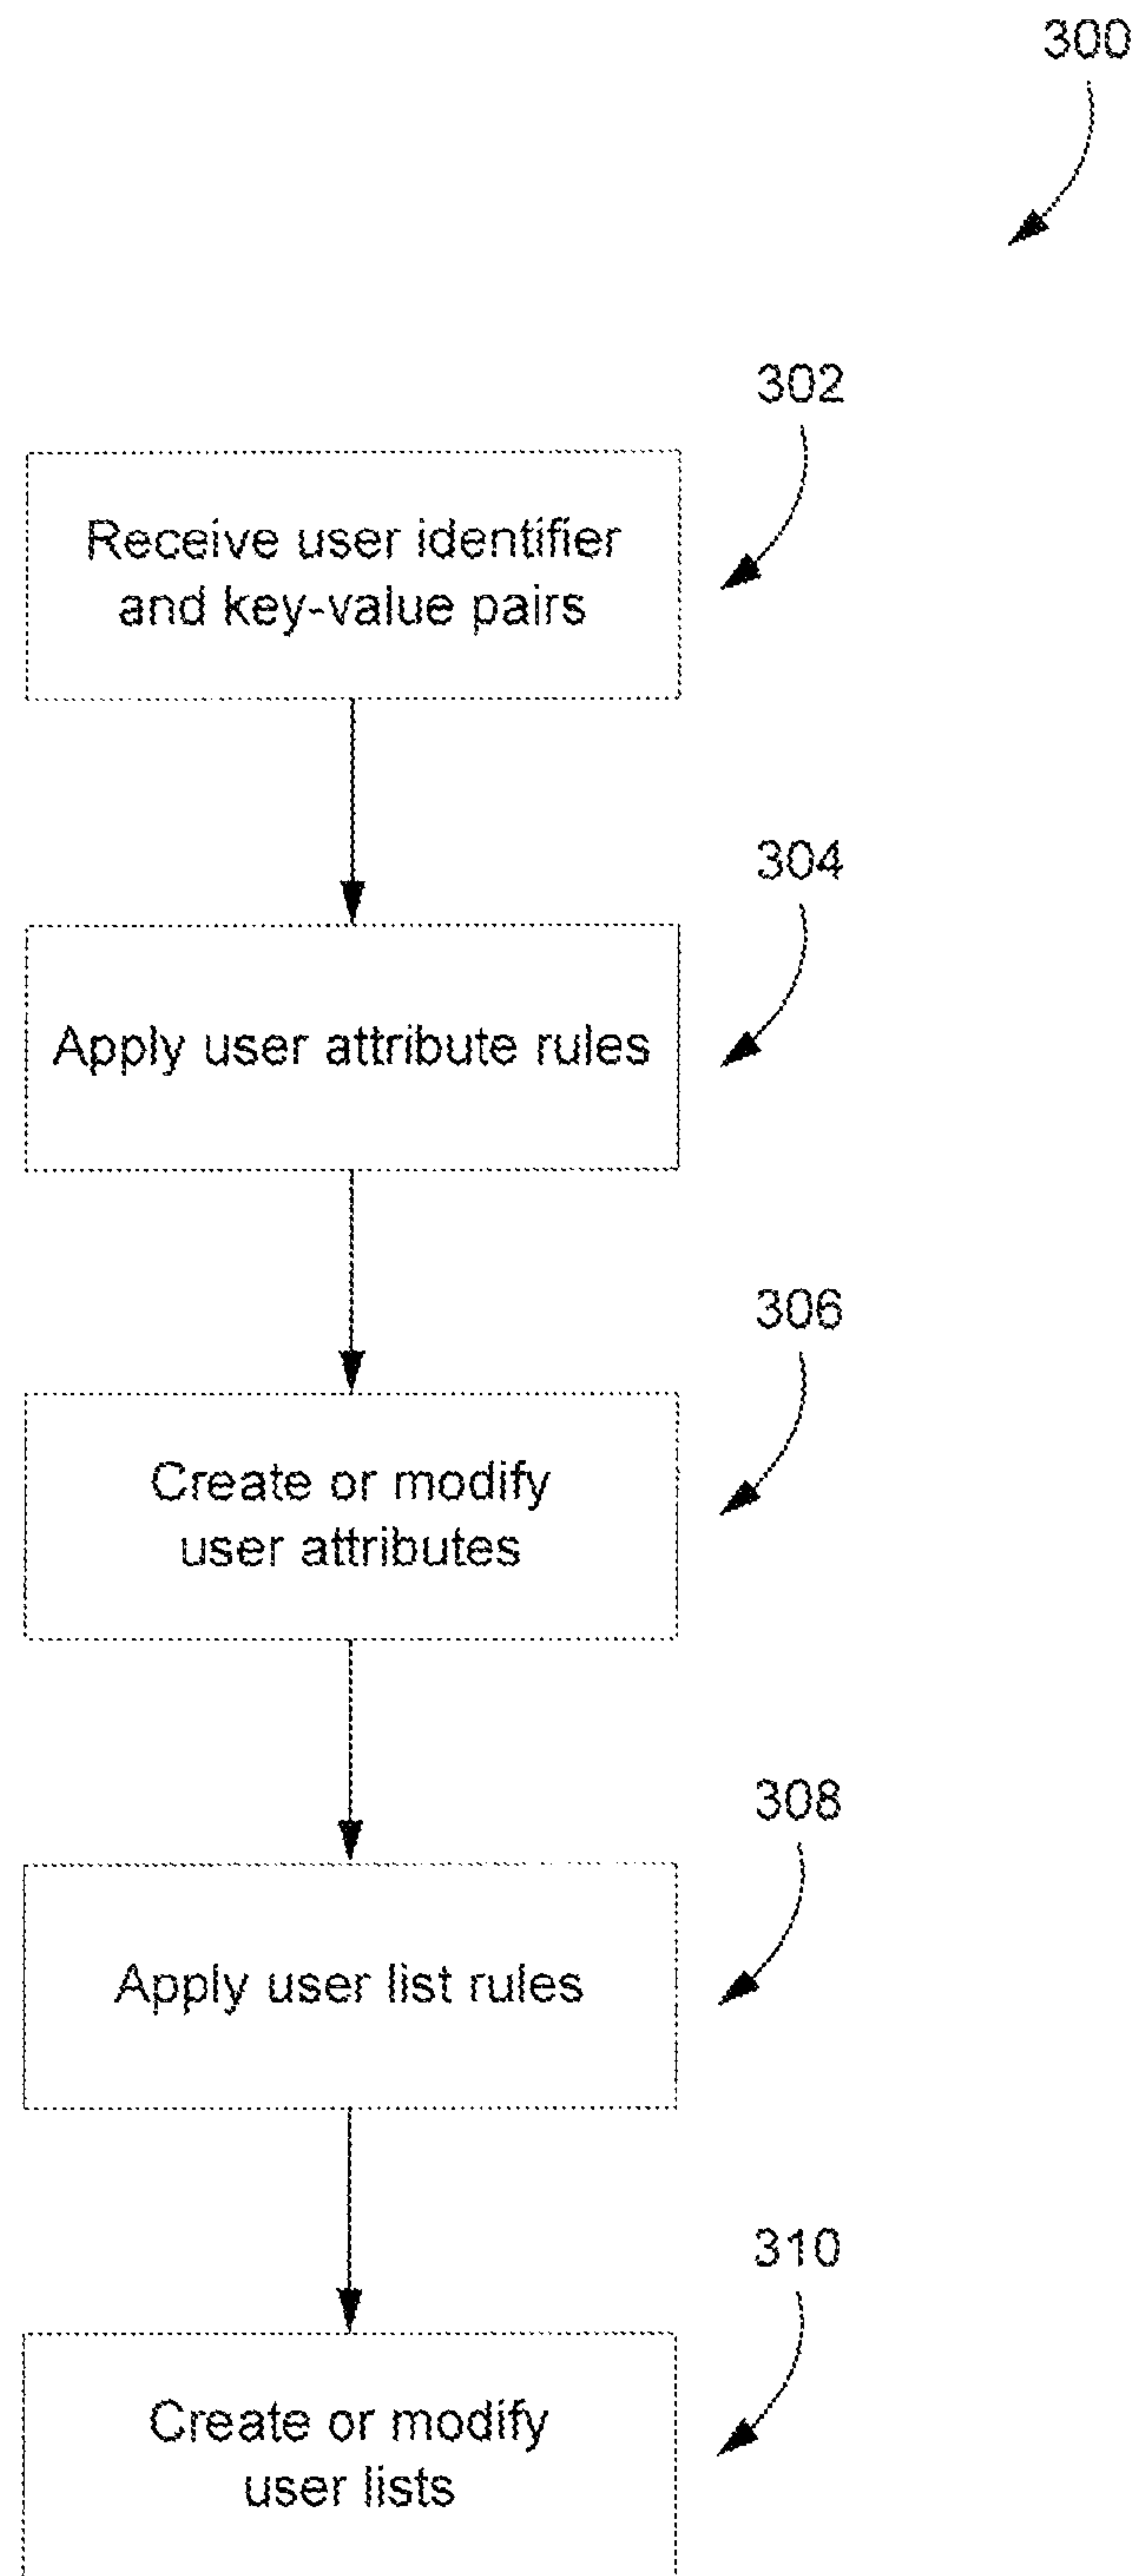 300
302
Receive user identifier
and key-value pairs
304
Apply user attribute rules
306
Create or modify
user attributes
308
Apply user list rules
310
Create or modify
user lists